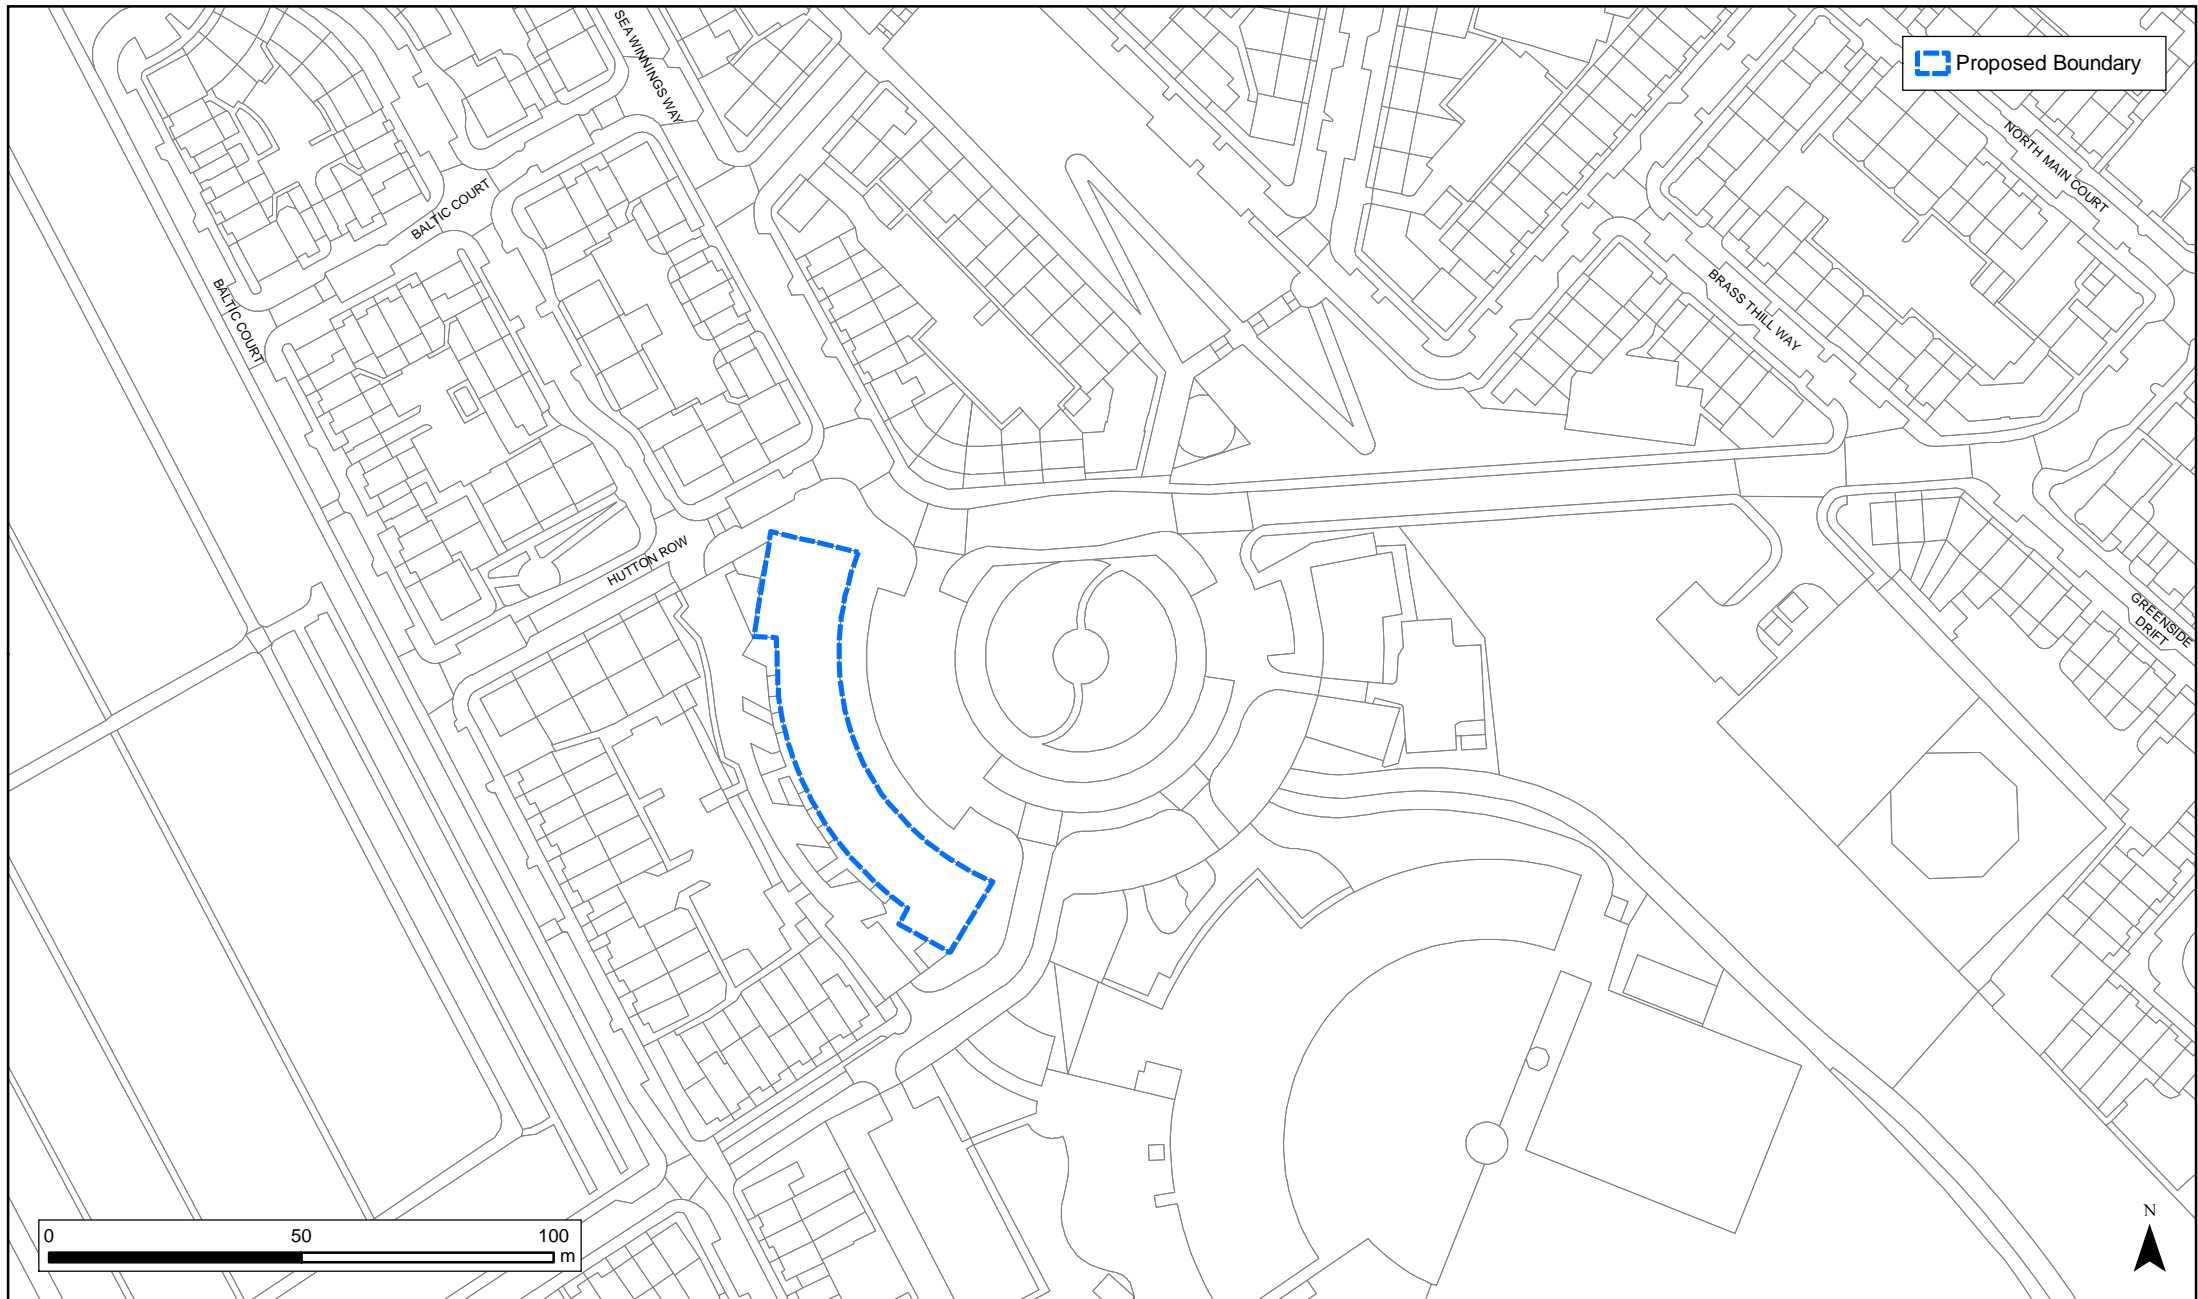 SEA WINNINGS WAY
Proposed Boundary
NORTH MAIN COURT
BALTIC COURT
BALTIC COURT
BRASS THILL WAY
HUTTON ROW
GREENSIDE
DRIFT
N
0 50 100
m